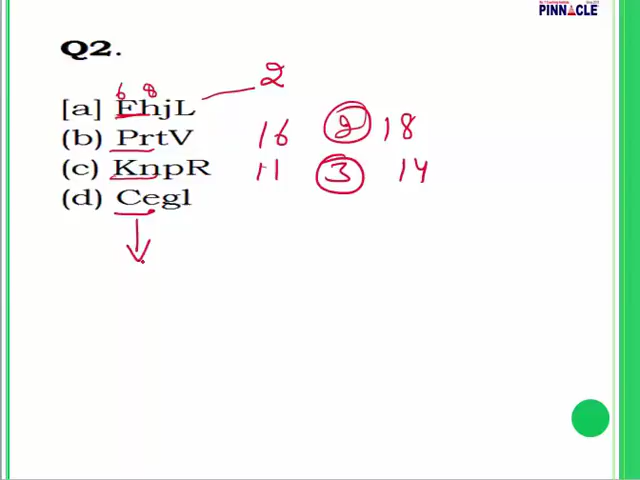 PINNACLE
Q2.
6 8
2
[a] FhjL
(b) PrtV 16 2 18
(c) KnpR 11 3 14
(d) Cegl